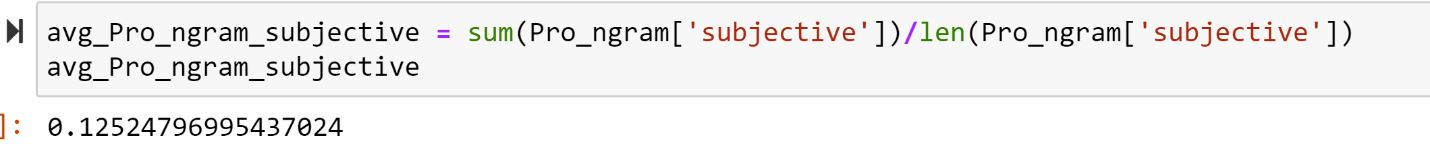 avg_Pro_ngram_subjective = sum(Pro_ngram['subjective'])/len(Pro_ngram['subjective'])
avg_Pro_ngram_subjective
]: 0.12524796995437024